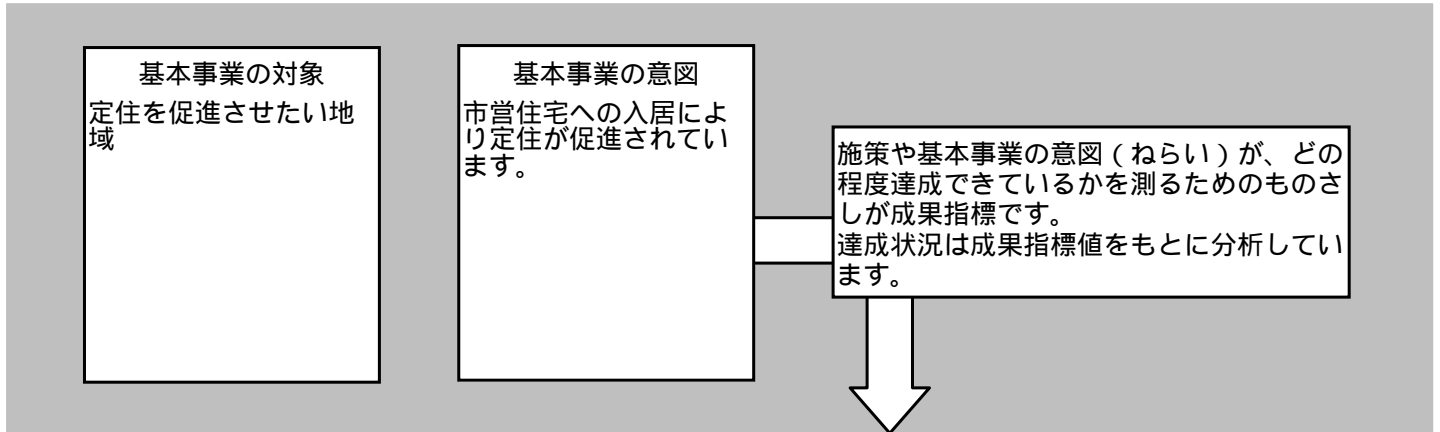 基本事業の対象
定住を促進させたい地
域
基本事業の意図
市営住宅への入居によ
り定住が促進されてい
ます。
施策や基本事業の意図(ねらい)が、どの
程度達成できているかを測るためのものさ
しが成果指標です。
達成状況は成果指標値をもとに分析してい
ます。